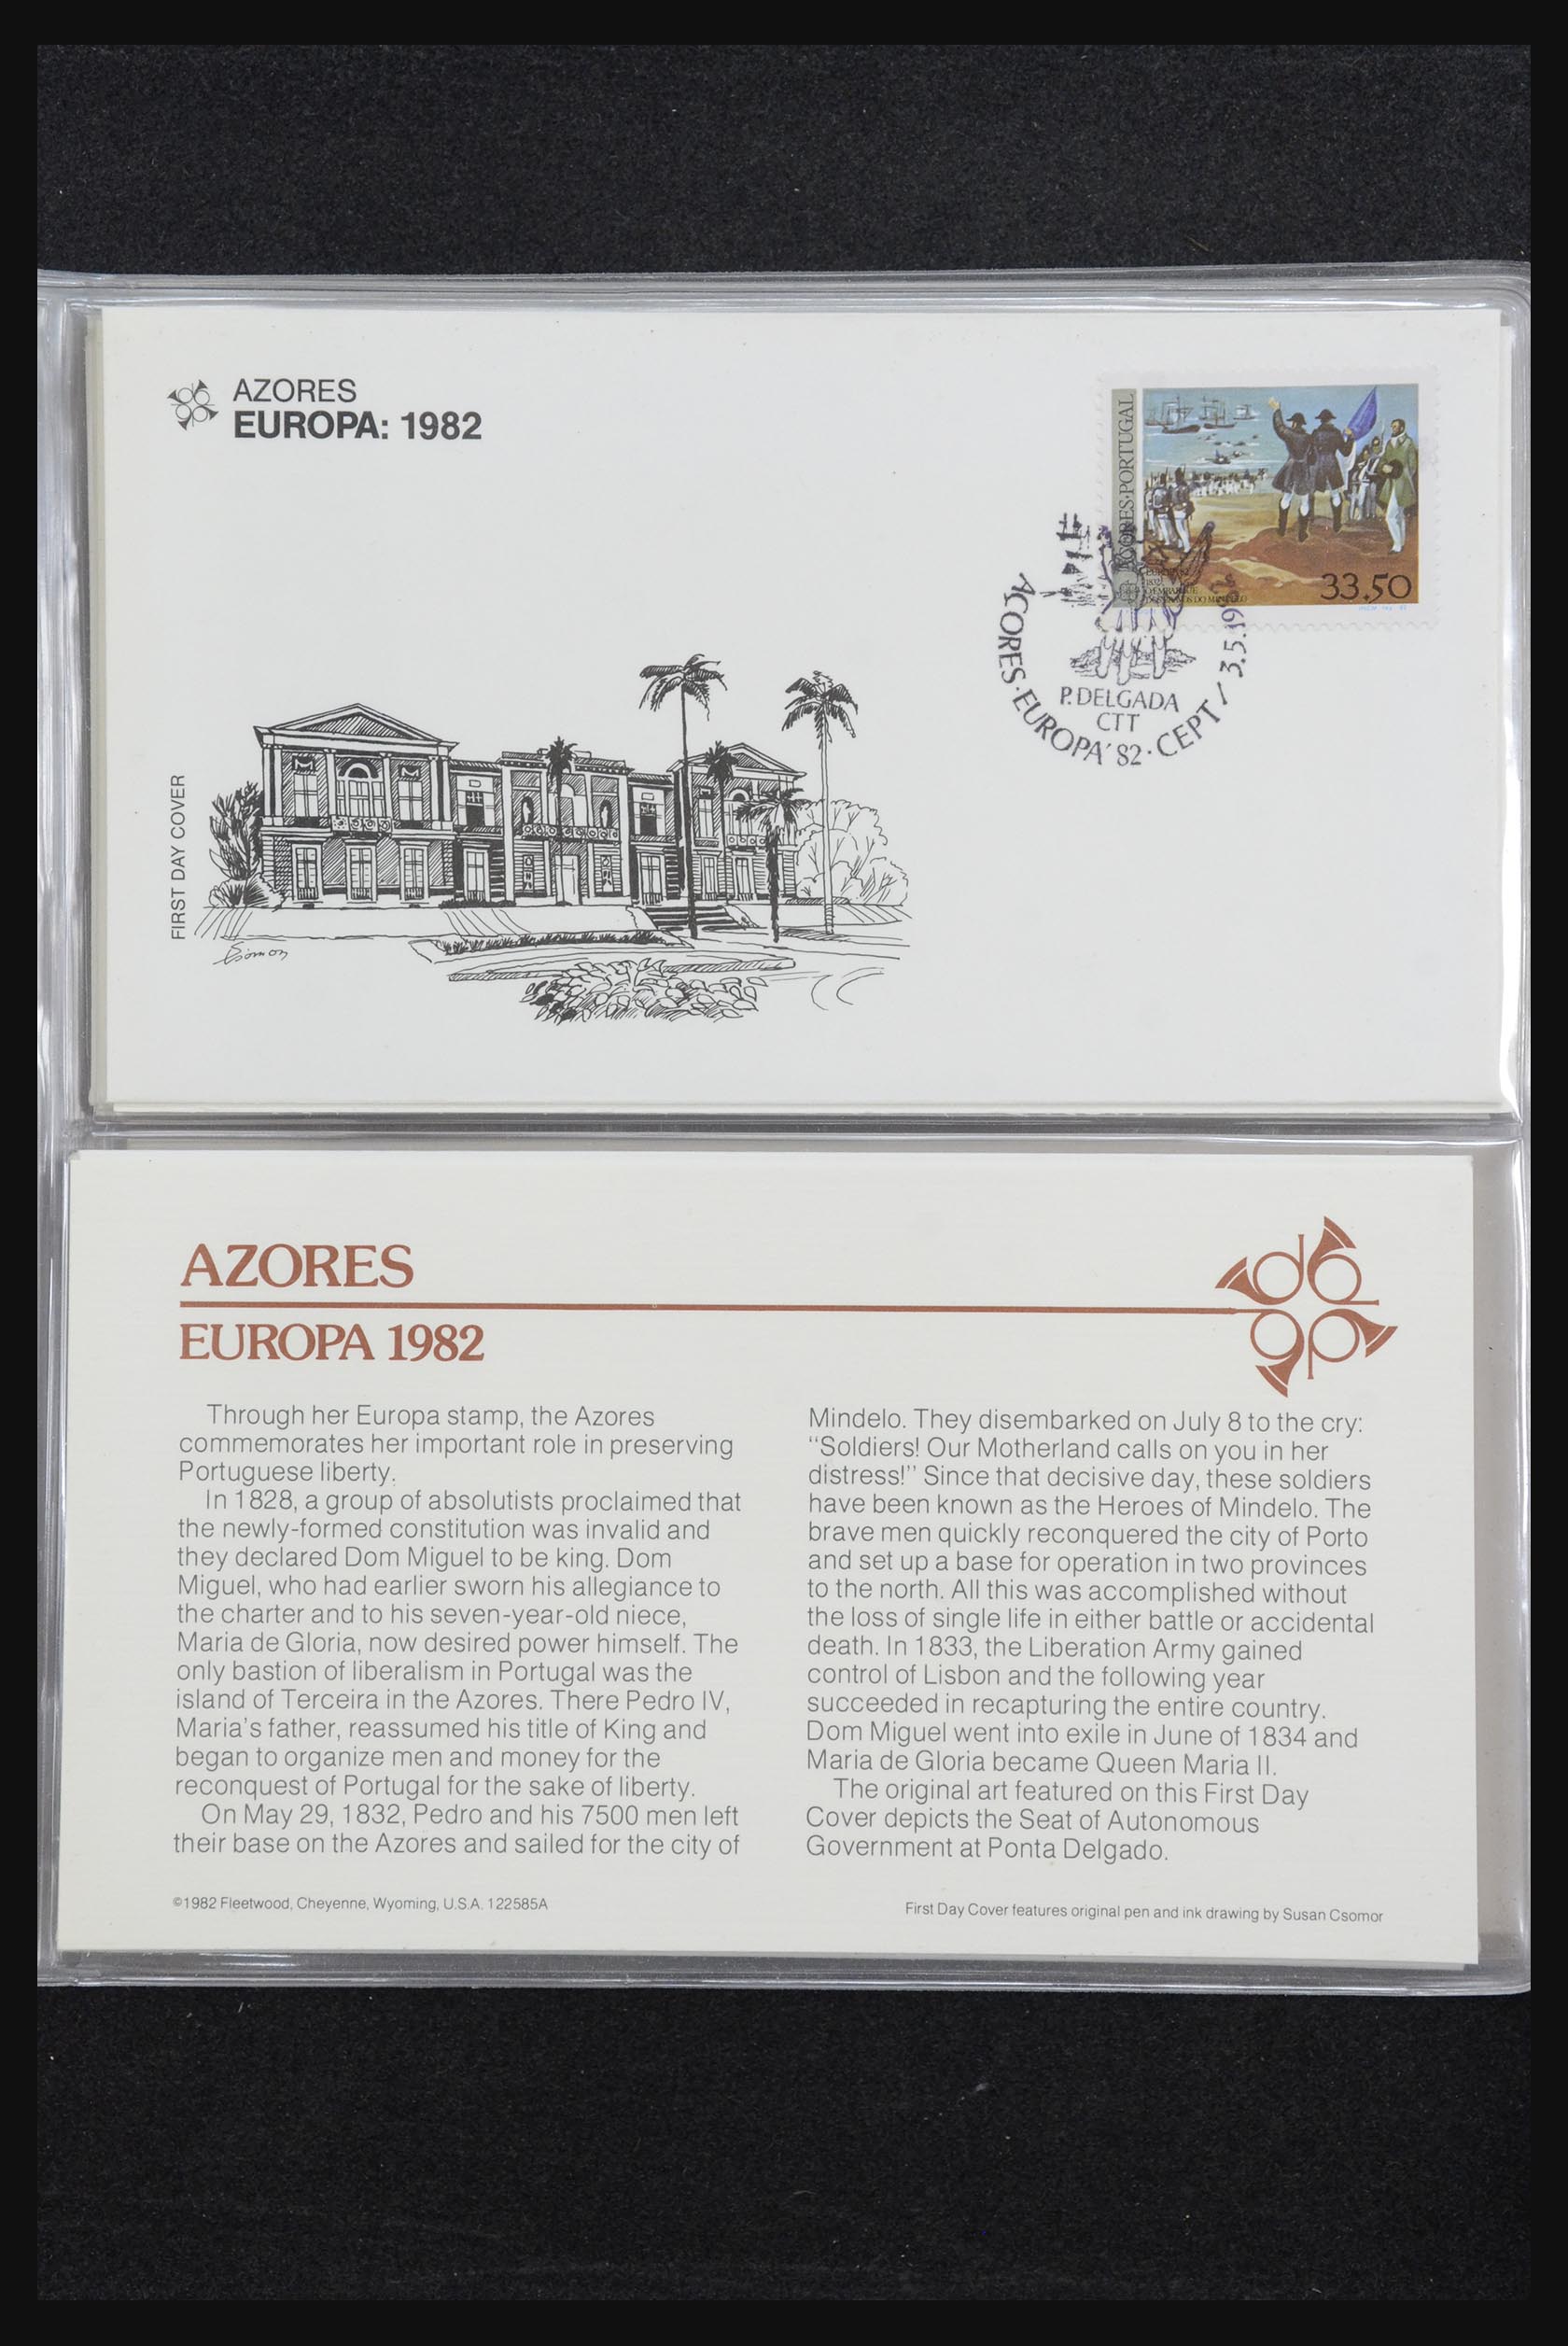 AZORES
EUROPA: 1982
AÇORES·PORTUGAL
33.50
P. DELGADA
CTT
AÇORES·EUROPA'82·CEPT / 3.5.1982
FIRST DAY COVER
AZORES
EUROPA 1982
Through her Europa stamp, the Azores
commemorates her important role in preserving
Portuguese liberty.
In 1828, a group of absolutists proclaimed that
the newly-formed constitution was invalid and
they declared Dom Miguel to be king. Dom
Miguel, who had earlier sworn his allegiance to
the charter and to his seven-year-old niece,
Maria de Gloria, now desired power himself. The
only bastion of liberalism in Portugal was the
island of Terceira in the Azores. There Pedro IV,
Maria's father, reassumed his title of King and
began to organize men and money for the
reconquest of Portugal for the sake of liberty.
On May 29, 1832, Pedro and his 7500 men left
their base on the Azores and sailed for the city of
Mindelo. They disembarked on July 8 to the cry:
"Soldiers! Our Motherland calls on you in her
distress!" Since that decisive day, these soldiers
have been known as the Heroes of Mindelo. The
brave men quickly reconquered the city of Porto
and set up a base for operation in two provinces
to the north. All this was accomplished without
the loss of single life in either battle or accidental
death. In 1833, the Liberation Army gained
control of Lisbon and the following year
succeeded in recapturing the entire country.
Dom Miguel went into exile in June of 1834 and
Maria de Gloria became Queen Maria II.
The original art featured on this First Day
Cover depicts the Seat of Autonomous
Government at Ponta Delgado.
©1982 Fleetwood, Cheyenne, Wyoming, U.S.A. 122585A
First Day Cover features original pen and ink drawing by Susan Csomor